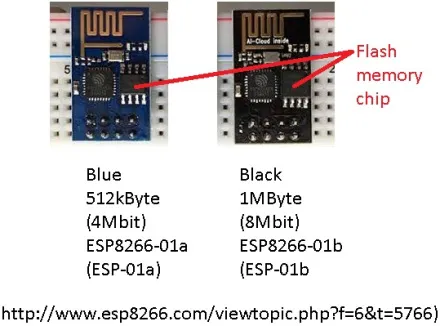 AI-Cloud inside
Flash
memory
chip
Blue
512kByte
(4Mbit)
ESP8266-01a
(ESP-01a)
Black
1MByte
(8Mbit)
ESP8266-01b
(ESP-01b
http://www.esp8266.com/viewtopic.php?f=6&t=5766)